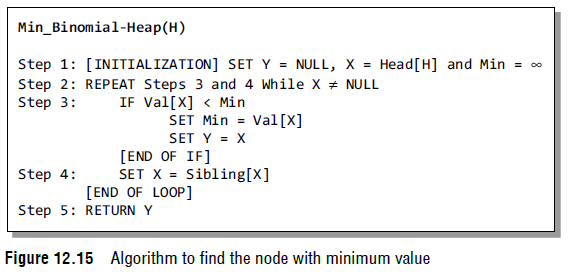 Min_Binomial-Heap(H)
Step 1: [INITIALIZATION] SET Y = NULL, X = Head[H] and Min = ∞
Step 2: REPEAT Steps 3 and 4 While X ≠ NULL
Step 3: IF Val[X] < Min
SET Min = Val[X]
SET Y = X
[END OF IF]
Step 4: SET X = Sibling[X]
[END OF LOOP]
Step 5: RETURN Y
Figure 12.15 Algorithm to find the node with minimum value